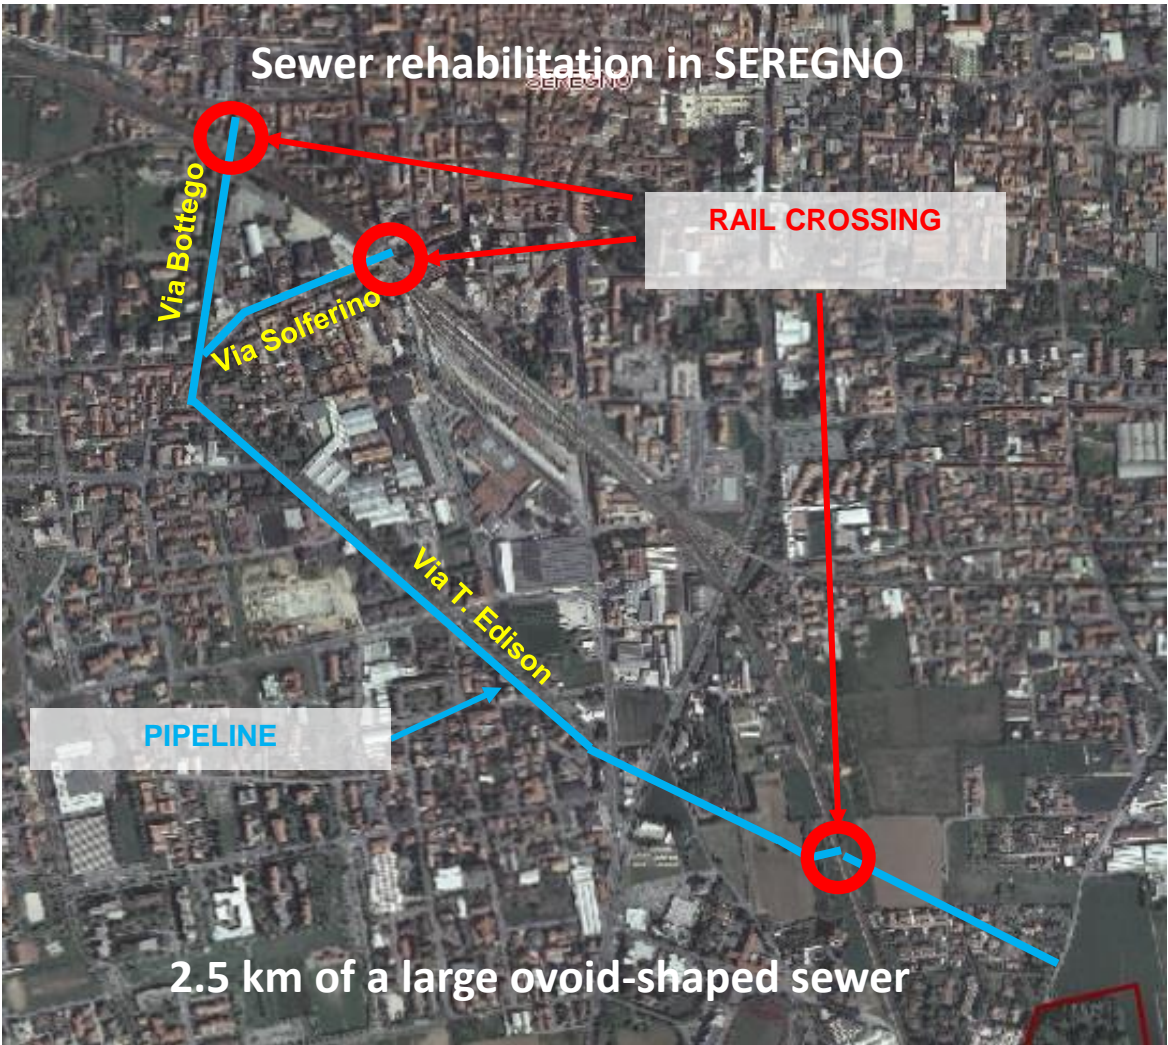 Sewer rehabilitation in SEREGNO
SEREGNO
Via Bottego
RAIL CROSSING
Via Solferino
Via T. Edison
PIPELINE
2.5 km of a large ovoid-shaped sewer